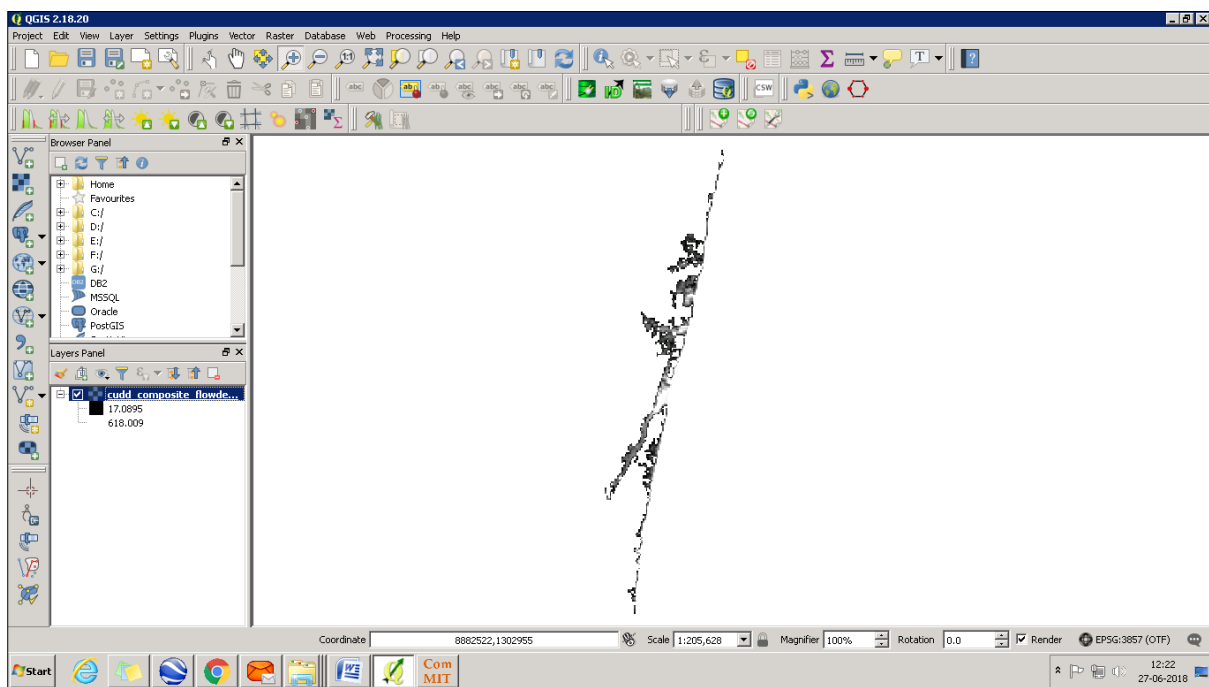 QGIS 2.18.20
Project Edit View Layer Settings Plugins Vector Raster Database Web Processing Help
CSW
Browser Panel
Home
Favourites
C:/
D:/
E:/
F:/
G:/
DB2
MSSQL
Oracle
PostGIS
Layers Panel
cudd_composite_flowde...
17.0895
618.009
Coordinate 8882522,1302955 Scale 1:205,628 Magnifier 100% Rotation 0.0 Render EPSG:3857 (OTF)
Start Com MIT 12:22
27-06-2018